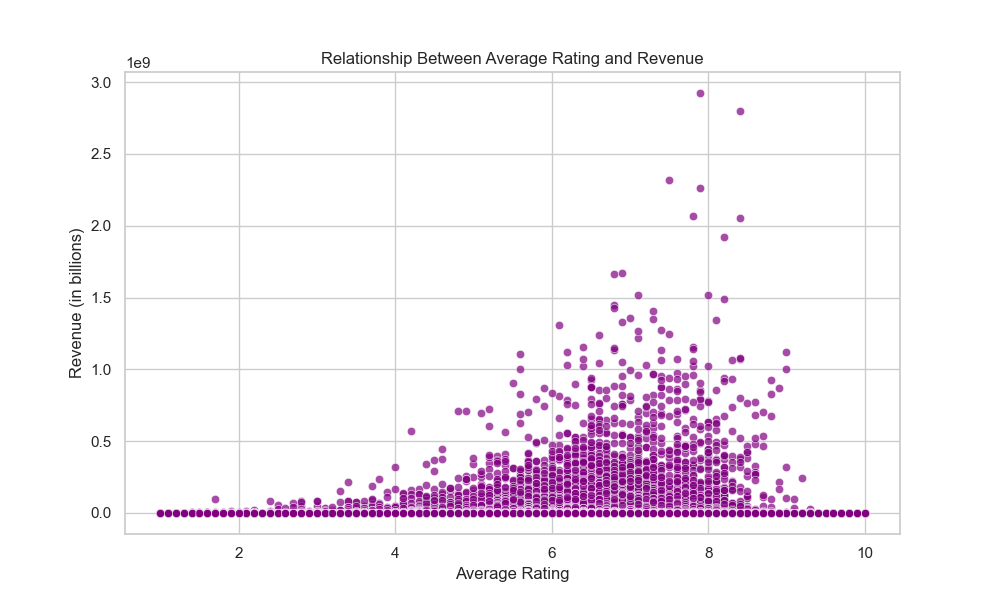 Relationship Between Average Rating and Revenue
1e9
3.0
2.5
2.0
1.5
1.0
0.5
0.0
Revenue (in billions)
2 4 6 8 10
Average Rating